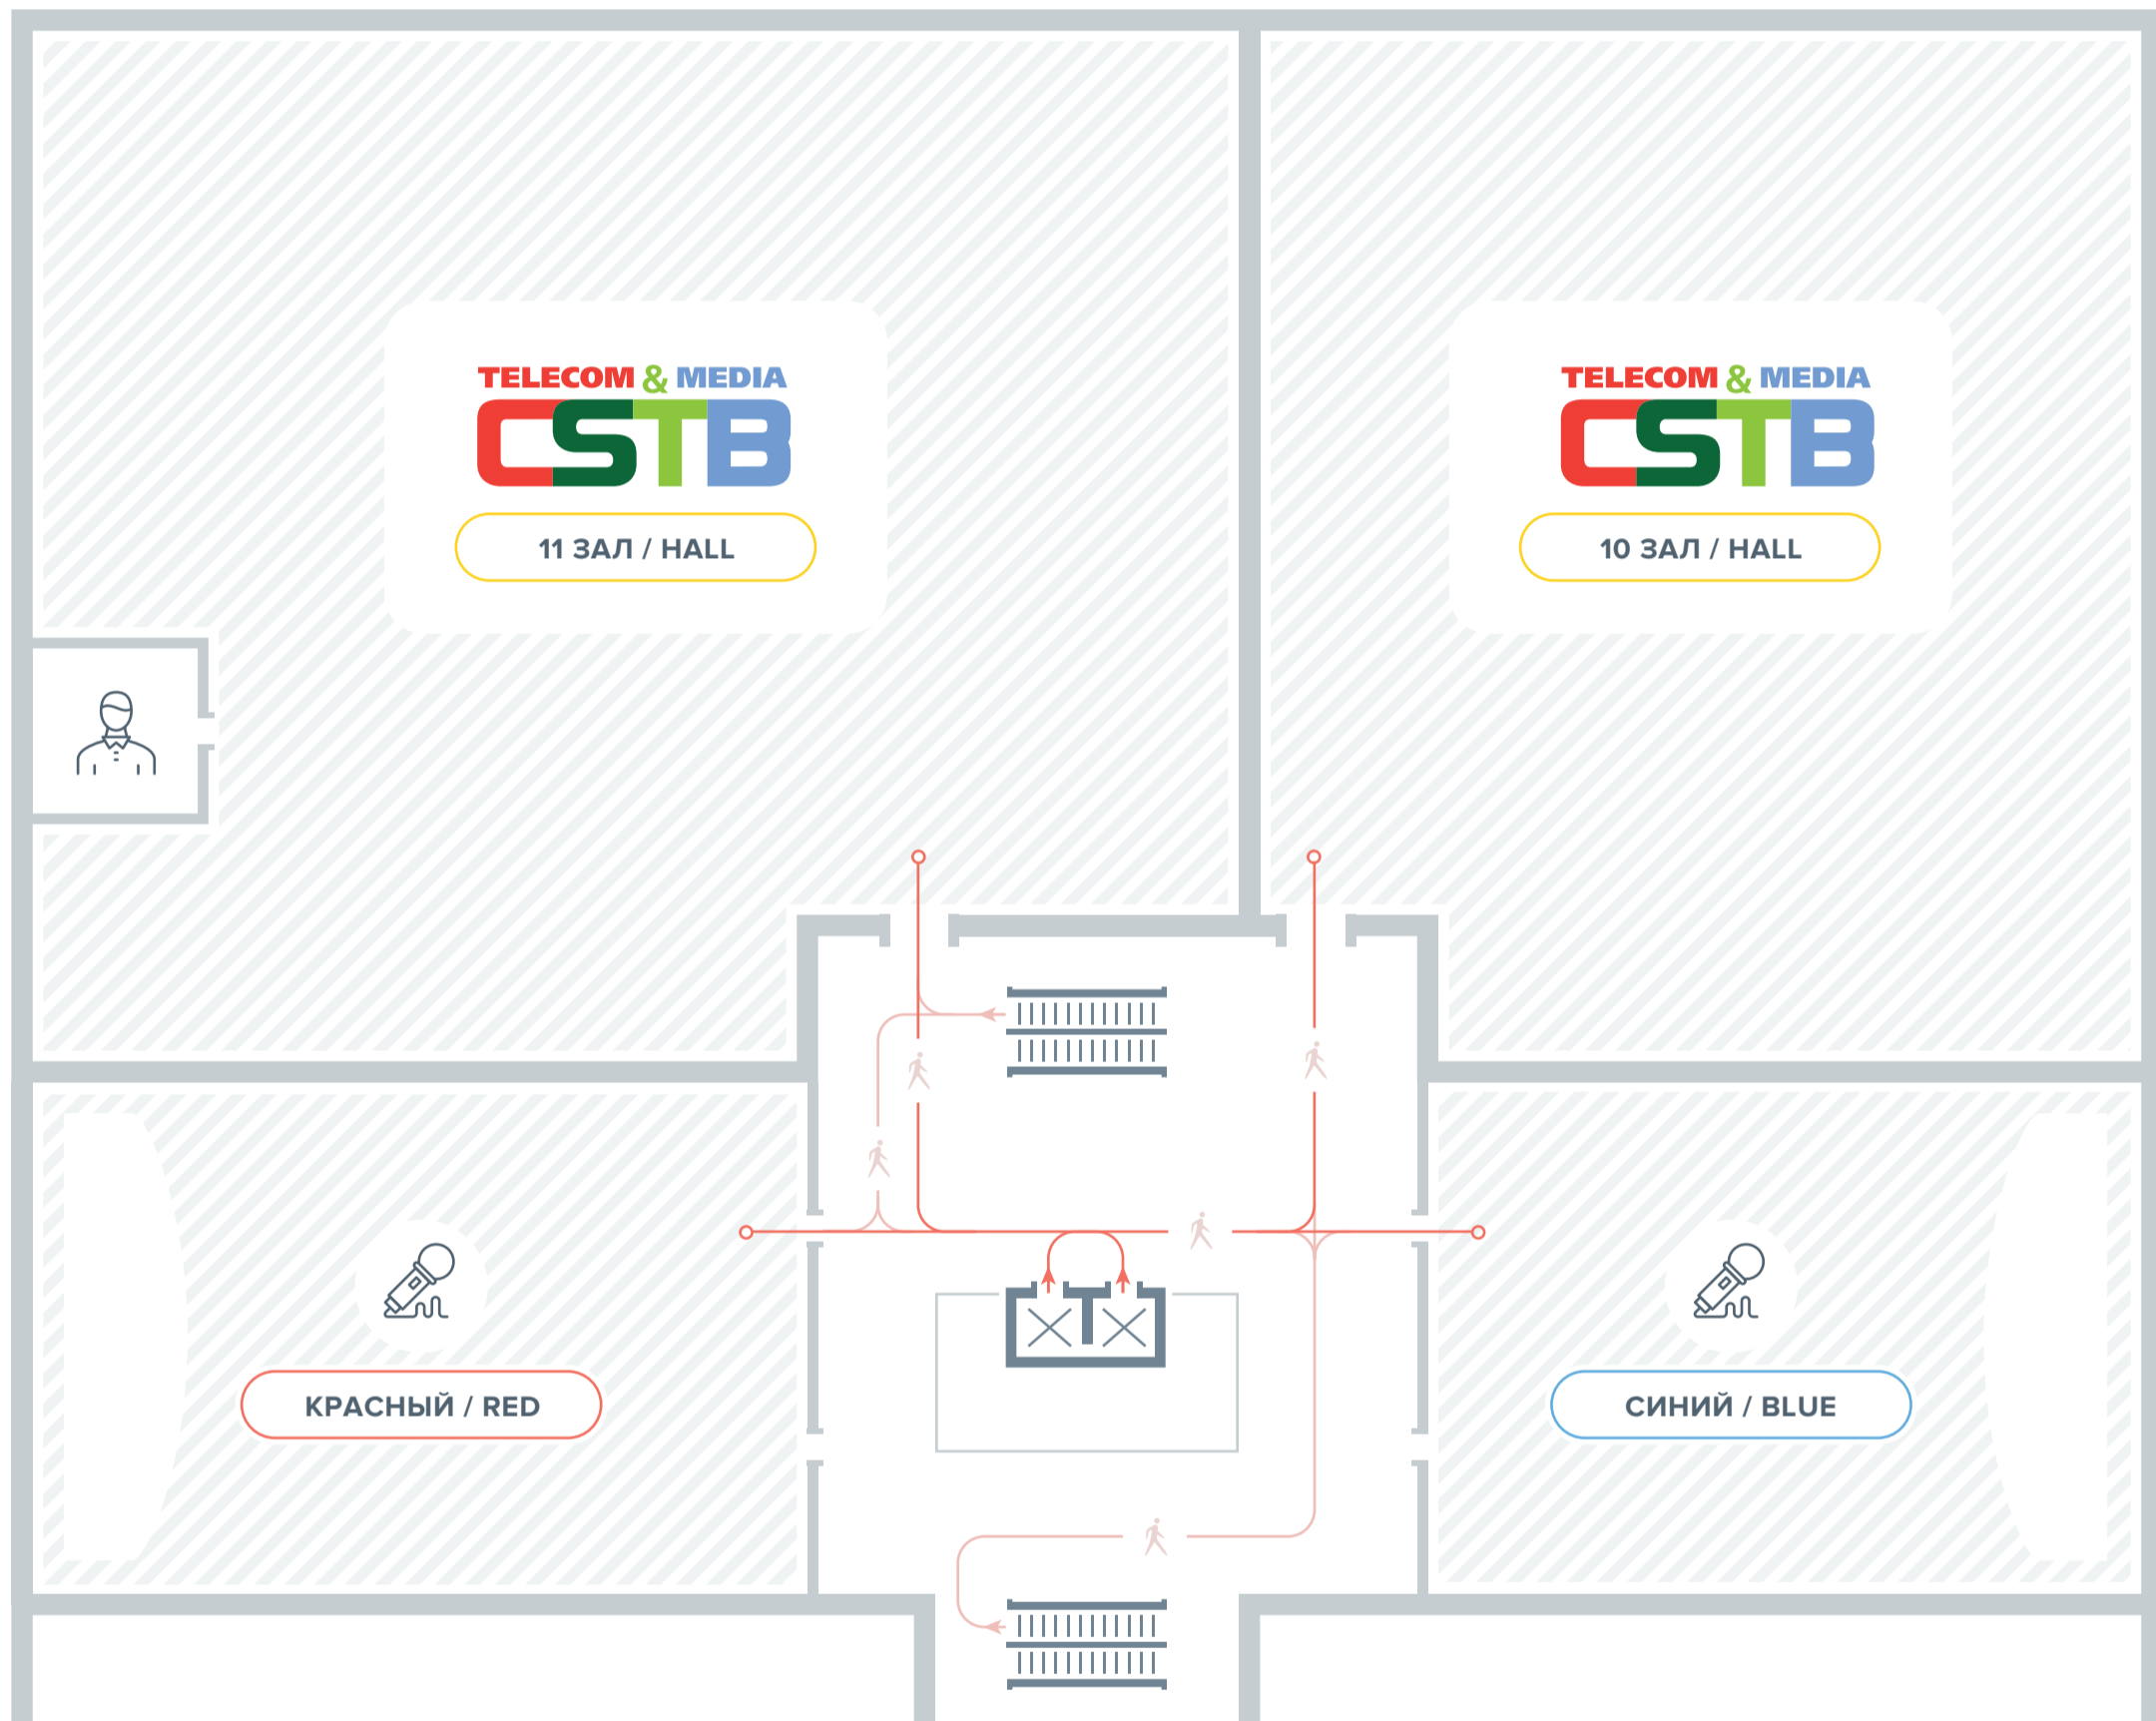 TELECOM & MEDIA
CSTB
11 ЗАЛ / HALL
TELECOM & MEDIA
CSTB
10 ЗАЛ / HALL
КРАСНЫЙ / RED
СИНИЙ / BLUE